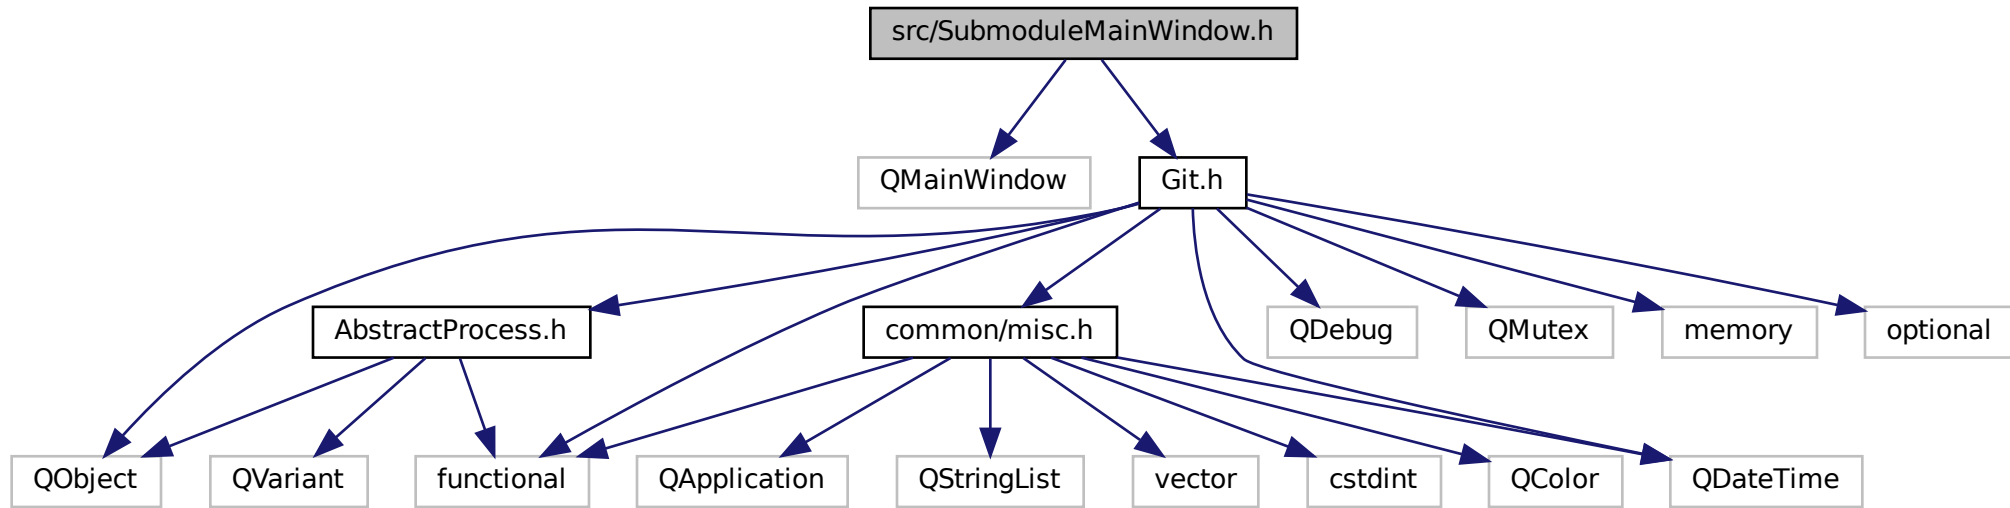 src/SubmoduleMainWindow.h
QMainWindow
Git.h
AbstractProcess.h
common/misc.h
QDebug
QMutex
memory
optional
QObject
QVariant
functional
QApplication
QStringList
vector
cstdint
QColor
QDateTime